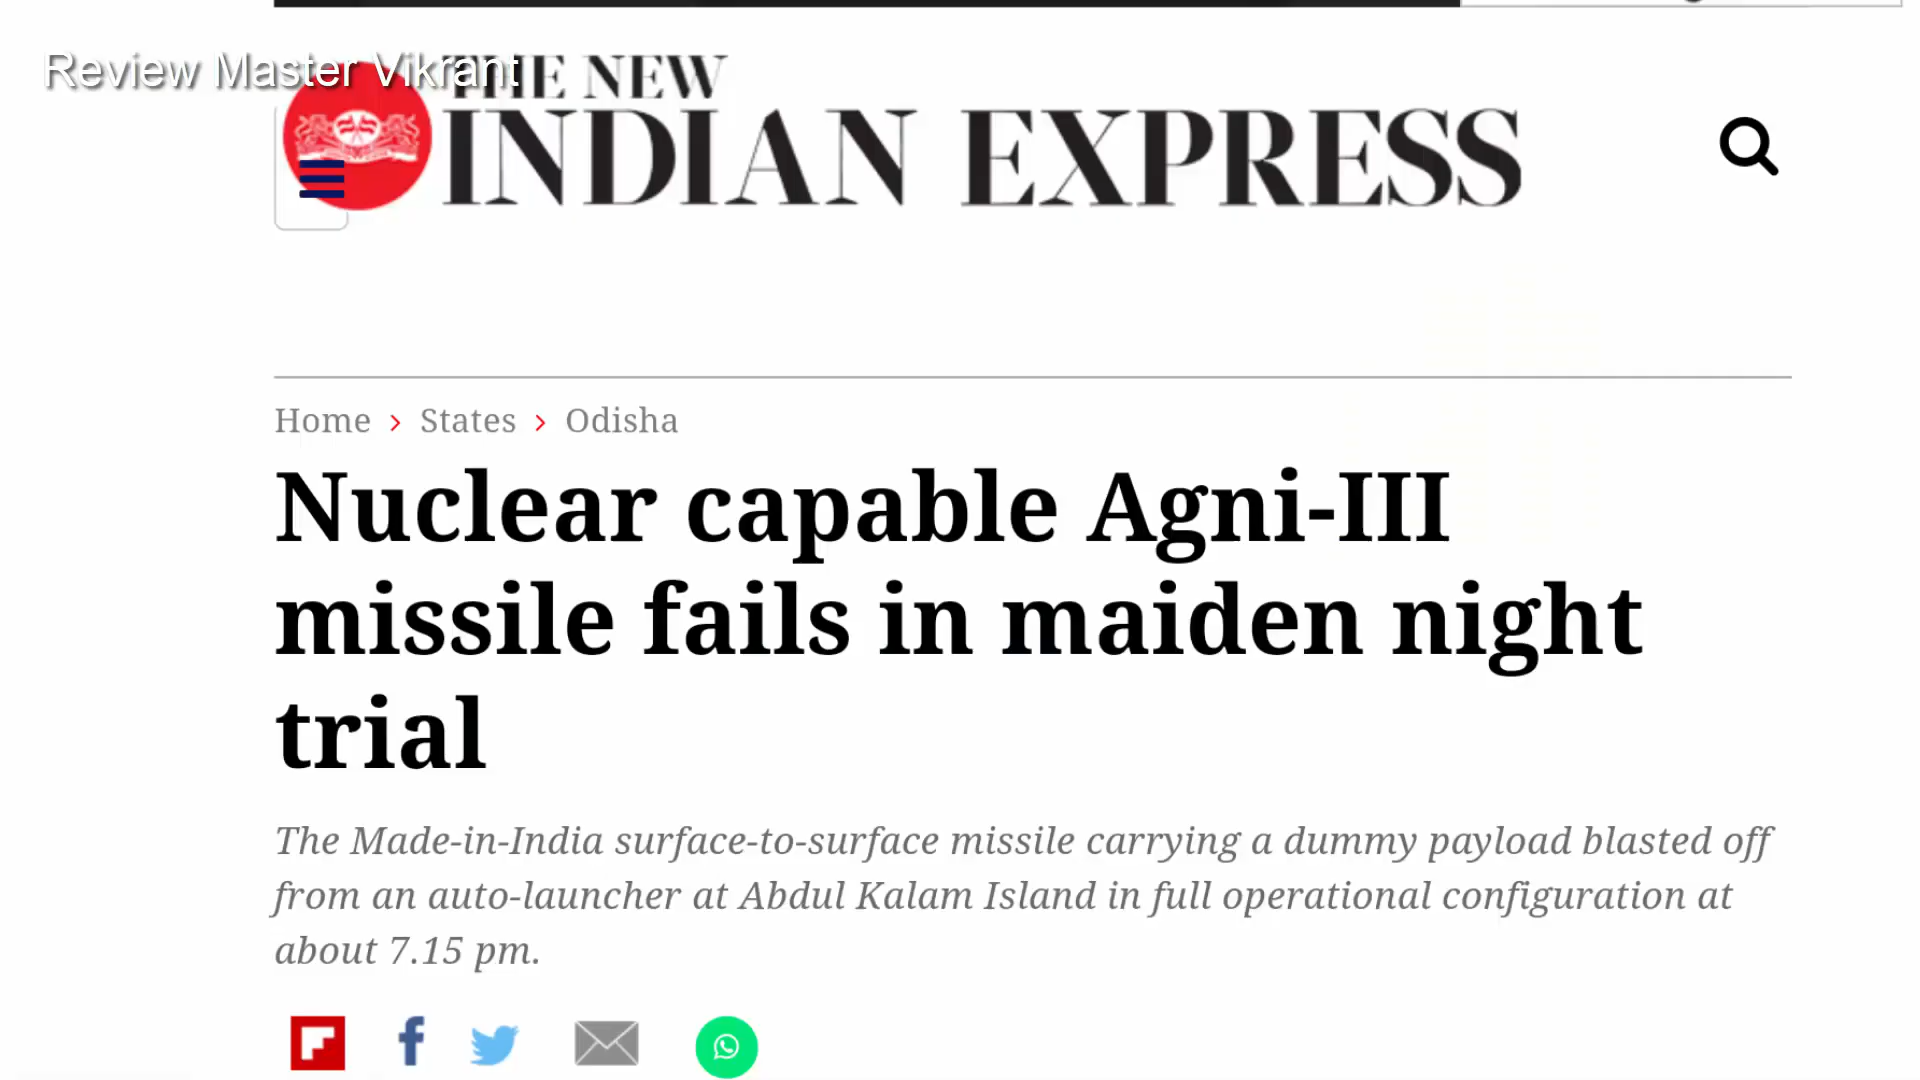 Review Master Vikrant
THE NEW
INDIAN EXPRESS
Home > States > Odisha
Nuclear capable Agni-III
missile fails in maiden night
trial
The Made-in-India surface-to-surface missile carrying a dummy payload blasted off
from an auto-launcher at Abdul Kalam Island in full operational configuration at
about 7.15 pm.